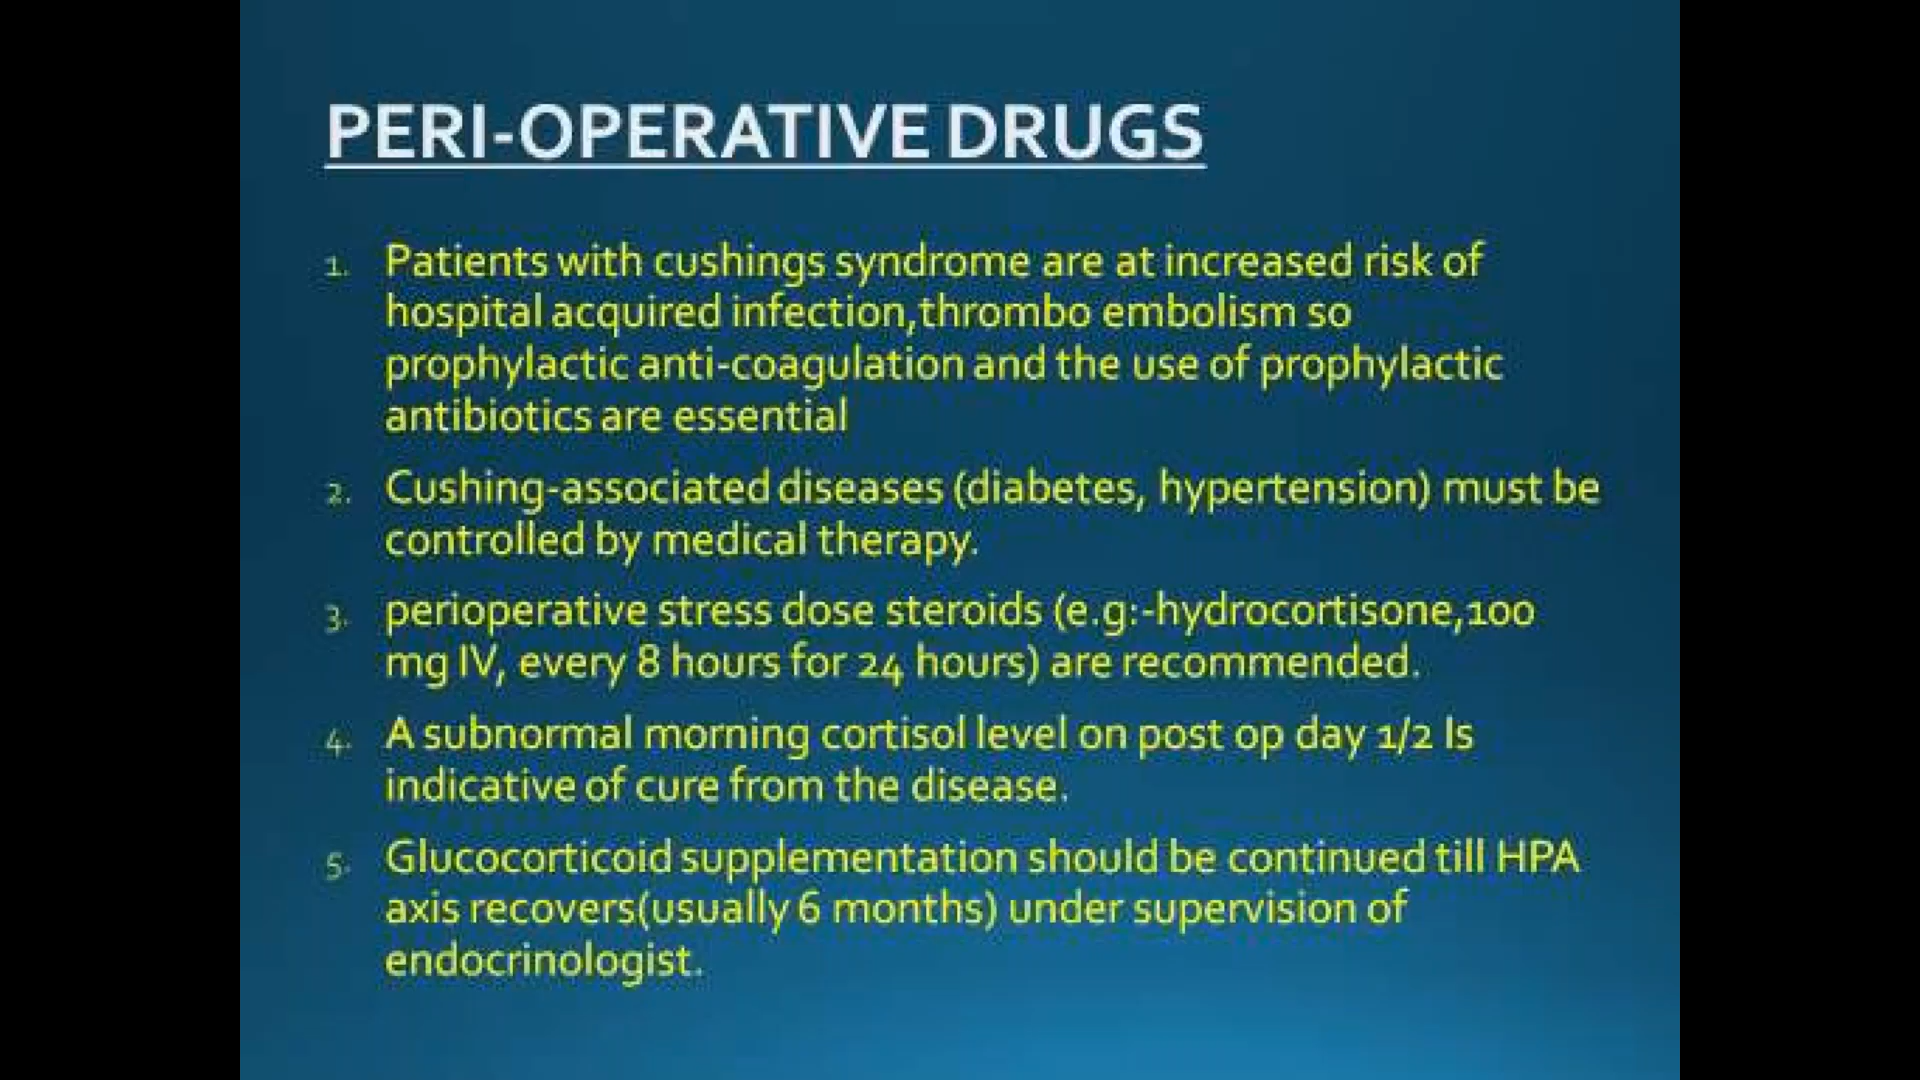 PERI-OPERATIVE DRUGS
1. Patients with cushings syndrome are at increased risk of
hospital acquired infection,thrombo embolism so
prophylactic anti-coagulation and the use of prophylactic
antibiotics are essential
2. Cushing-associated diseases (diabetes, hypertension) must be
controlled by medical therapy.
3. perioperative stress dose steroids (e.g:-hydrocortisone,100
mg IV, every 8 hours for 24 hours) are recommended.
4. A subnormal morning cortisol level on post op day 1/2 Is
indicative of cure from the disease.
5. Glucocorticoid supplementation should be continued till HPA
axis recovers(usually 6 months) under supervision of
endocrinologist.